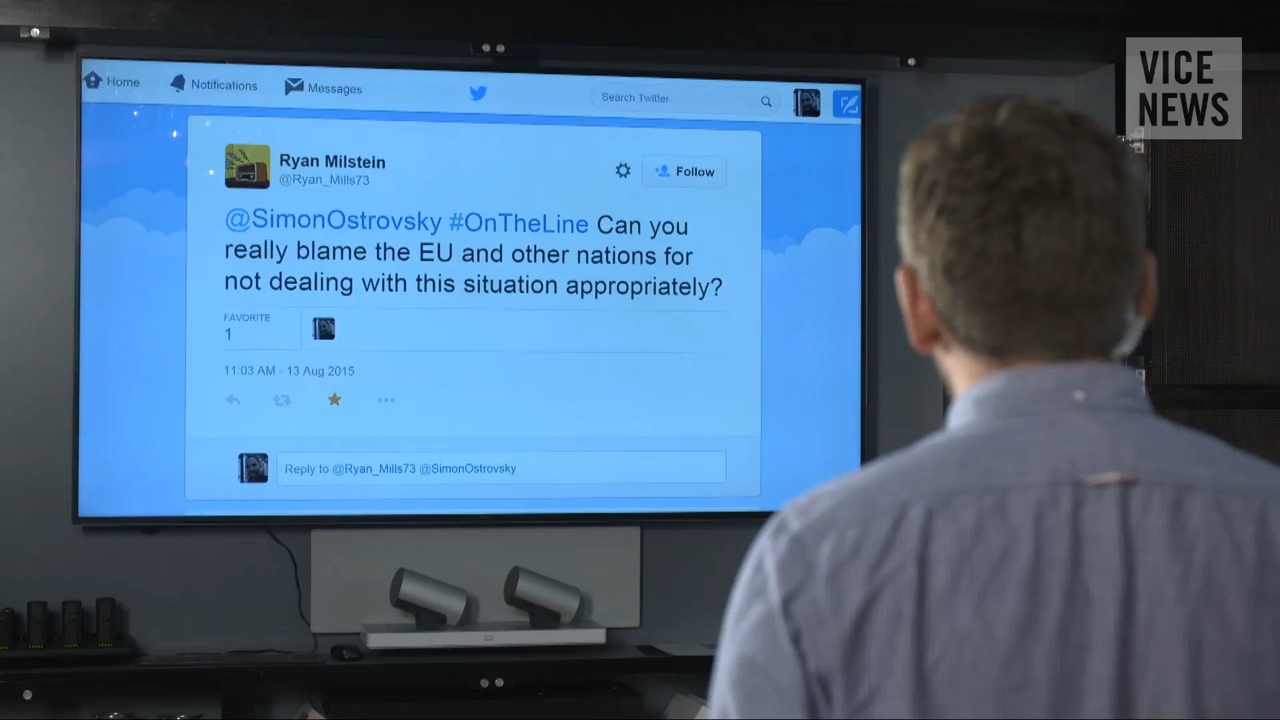 VICE
NEWS
Home
Notifications
Messages
Search Twitter
Ryan Milstein
@Ryan_Mills73
Follow
@SimonOstrovsky #OnTheLine Can you
really blame the EU and other nations for
not dealing with this situation appropriately?
FAVORITE
1
11:03 AM - 13 Aug 2015
Reply to @Ryan_Mills73 @SimonOstrovsky